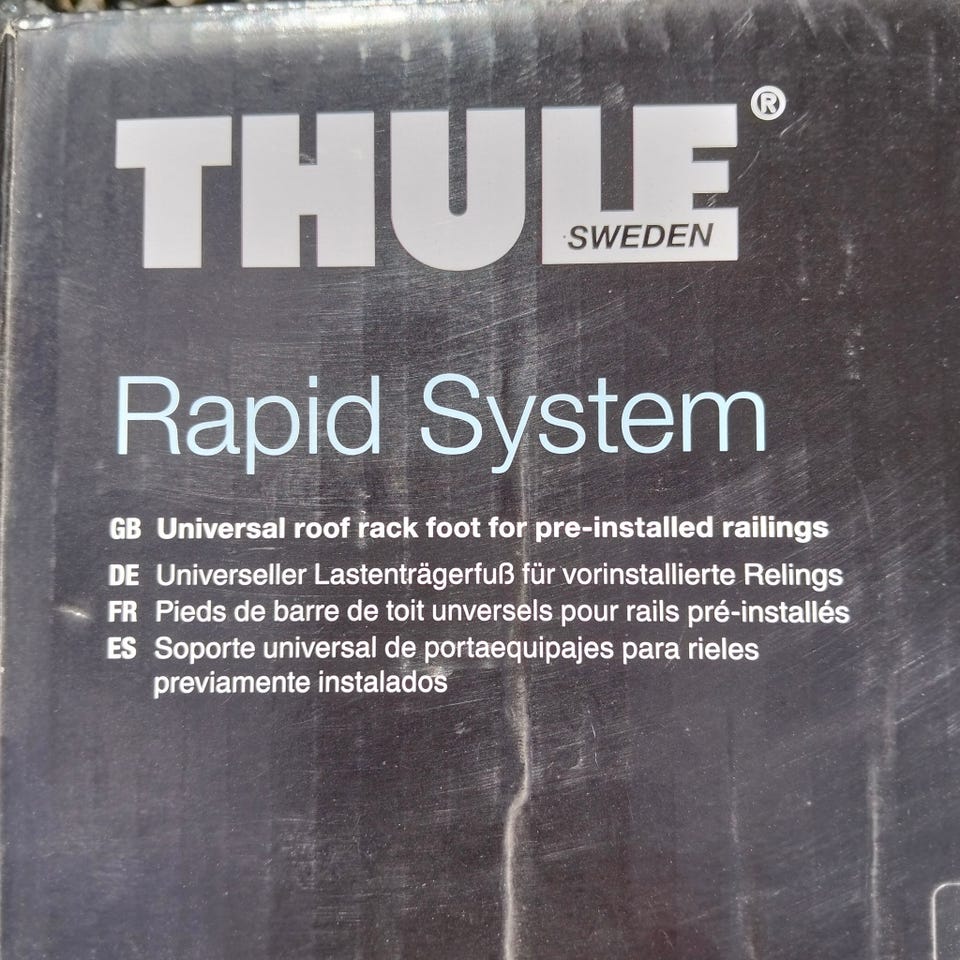 THULE®
SWEDEN
Rapid System
GB Universal roof rack foot for pre-installed railings
DE Universeller Lastenträgerfuß für vorinstallierte Relings
FR Pieds de barre de toit unversels pour rails pré-installés
ES Soporte universal de portaequipajes para rieles
previamente instalados